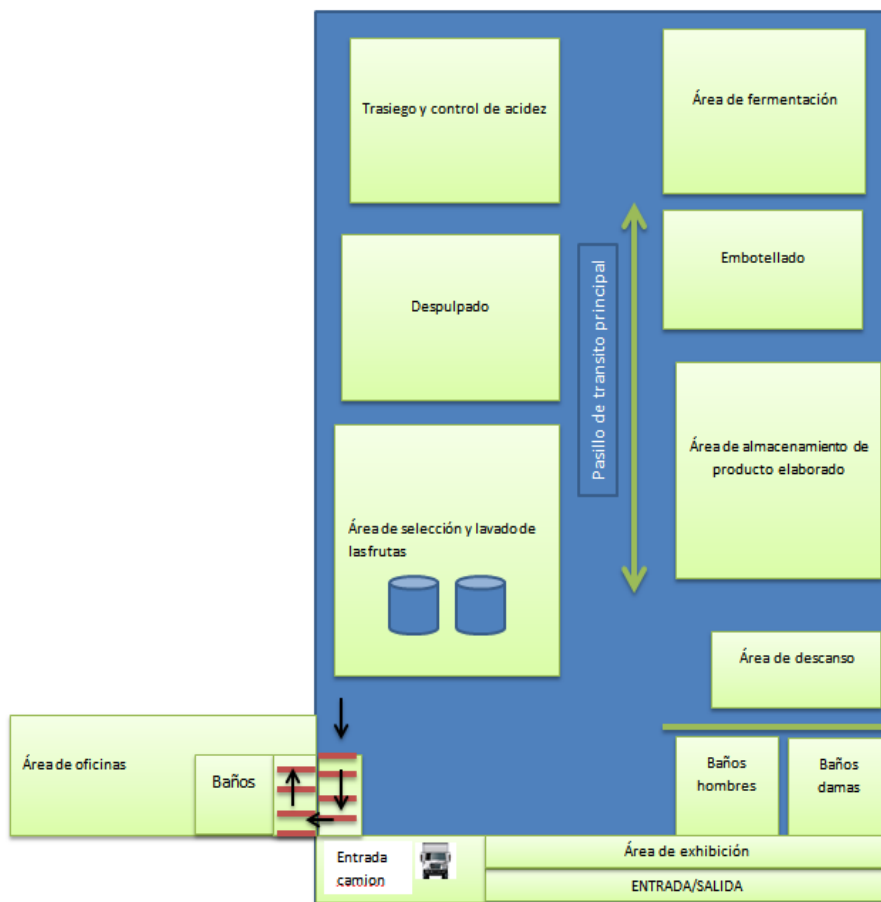 Trasiego y control de acidez
Área de fermentación
Embotellado
Despulpado
Pasillo de transito principal
Área de almacenamiento de
producto elaborado
Área de selección y lavado de
las frutas
Área de descanso
Área de oficinas
Baños
Baños
hombres
Baños
damas
Entrada
camion
Área de exhibición
ENTRADA/SALIDA